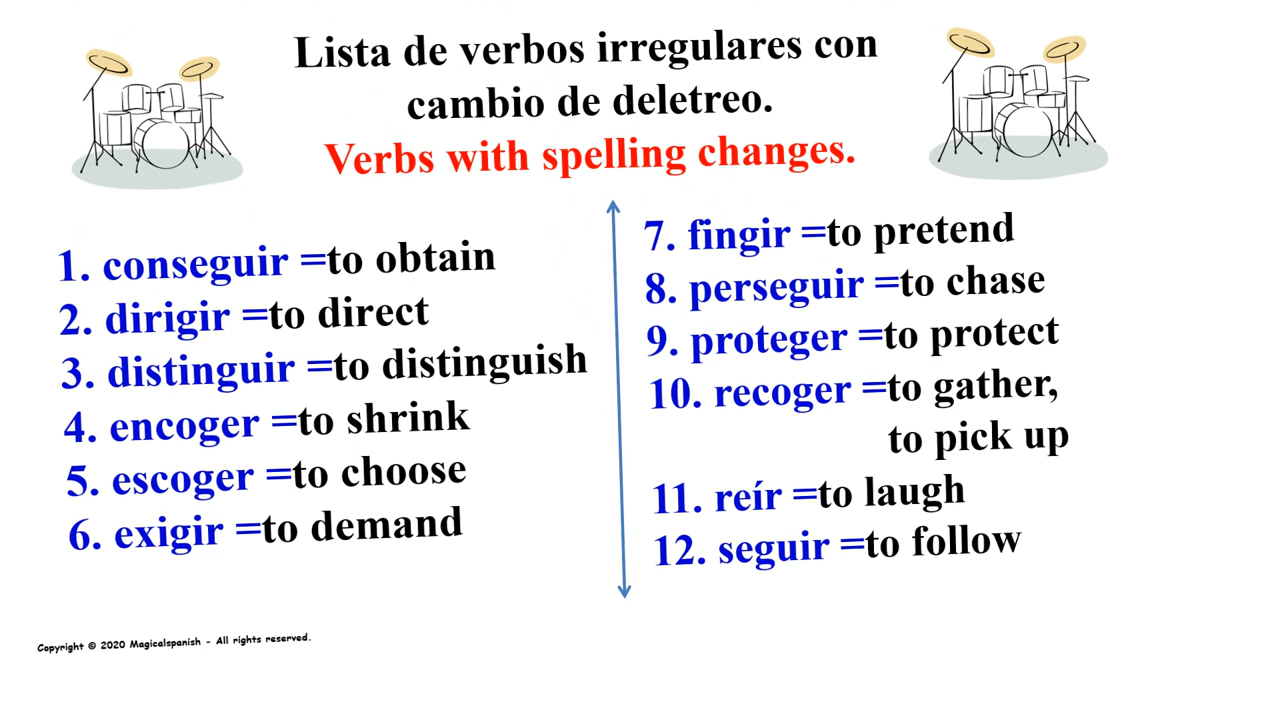 Lista de verbos irregulares con
cambio de deletreo.
Verbs with spelling changes.
1. conseguir =to obtain
2. dirigir =to direct
3. distinguir =to distinguish
4. encoger =to shrink
5. escoger =to choose
6. exigir =to demand
7. fingir =to pretend
8. perseguir =to chase
9. proteger =to protect
10. recoger =to gather,
to pick up
11. reír =to laugh
12. seguir =to follow
Copyright © 2020 Magicalspanish - All rights reserved.